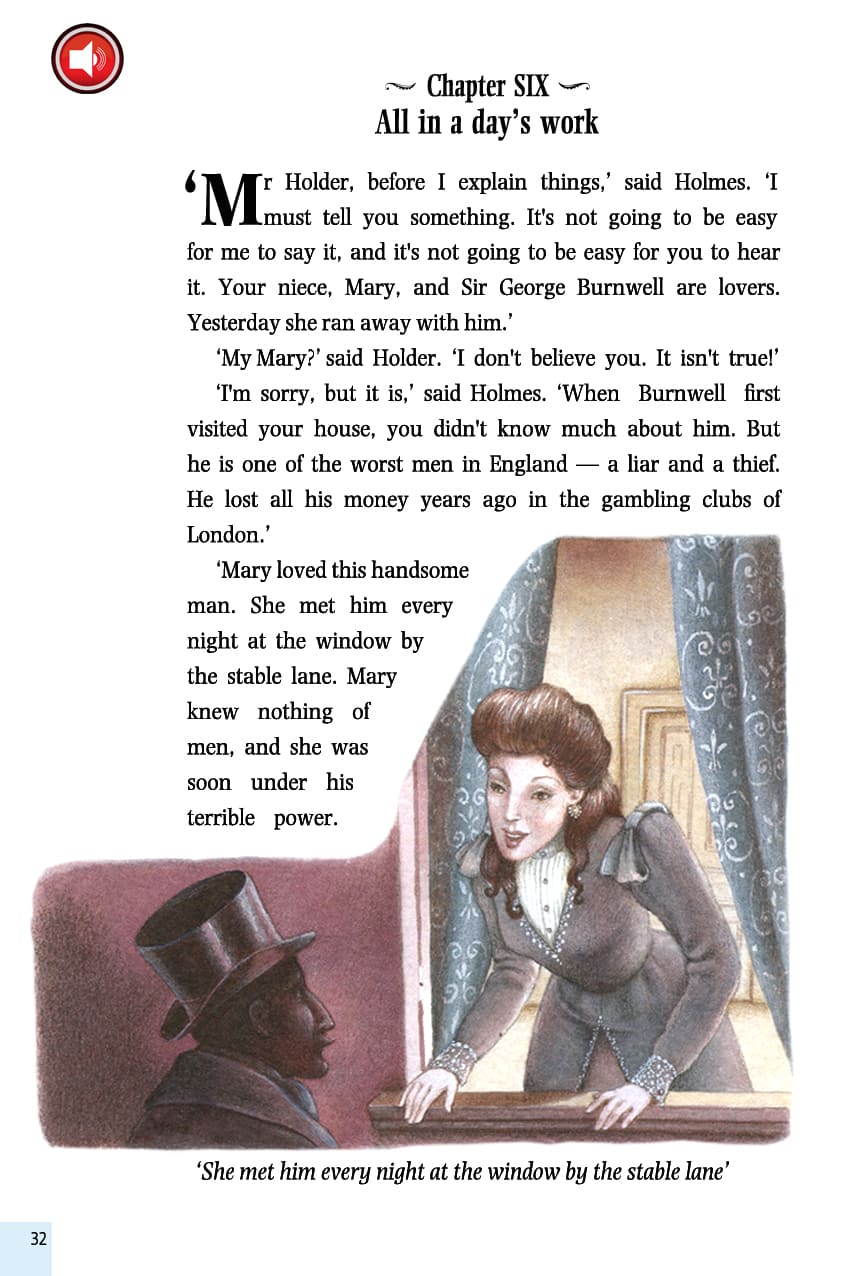 Chapter SIX
All in a day's work
‘Mr Holder, before I explain things,’ said Holmes. ‘I
must tell you something. It's not going to be easy
for me to say it, and it's not going to be easy for you to hear
it. Your niece, Mary, and Sir George Burnwell are lovers.
Yesterday she ran away with him.’
‘My Mary?’ said Holder. ‘I don't believe you. It isn't true!’
‘I'm sorry, but it is,’ said Holmes. ‘When Burnwell first
visited your house, you didn't know much about him. But
he is one of the worst men in England — a liar and a thief.
He lost all his money years ago in the gambling clubs of
London.’
‘Mary loved this handsome
man. She met him every
night at the window by
the stable lane. Mary
knew nothing of
men, and she was
soon under his
terrible power.
‘She met him every night at the window by the stable lane’
32